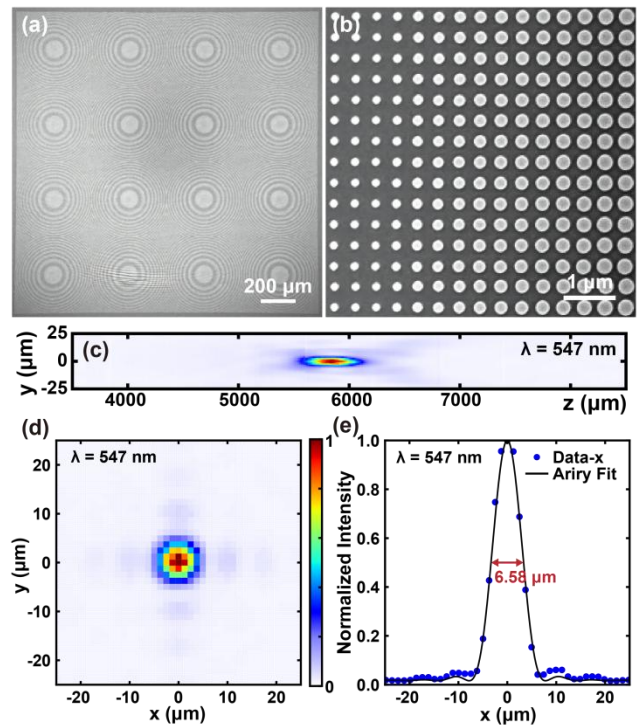 (a)
200 µm
(b)
1 µm
(c)
λ = 547 nm
y (µm)
25
0
-25
4000 5000 6000 7000 z (µm)
(d)
λ = 547 nm
y (µm)
20
10
0
-10
-20
-20 -10 0 10 20
x (µm)
1
0
(e)
λ = 547 nm
Data-x
Ariry Fit
6.58 µm
Normalized Intensity
1.0
0.8
0.6
0.4
0.2
0.0
-20 -10 0 10 20
x (µm)